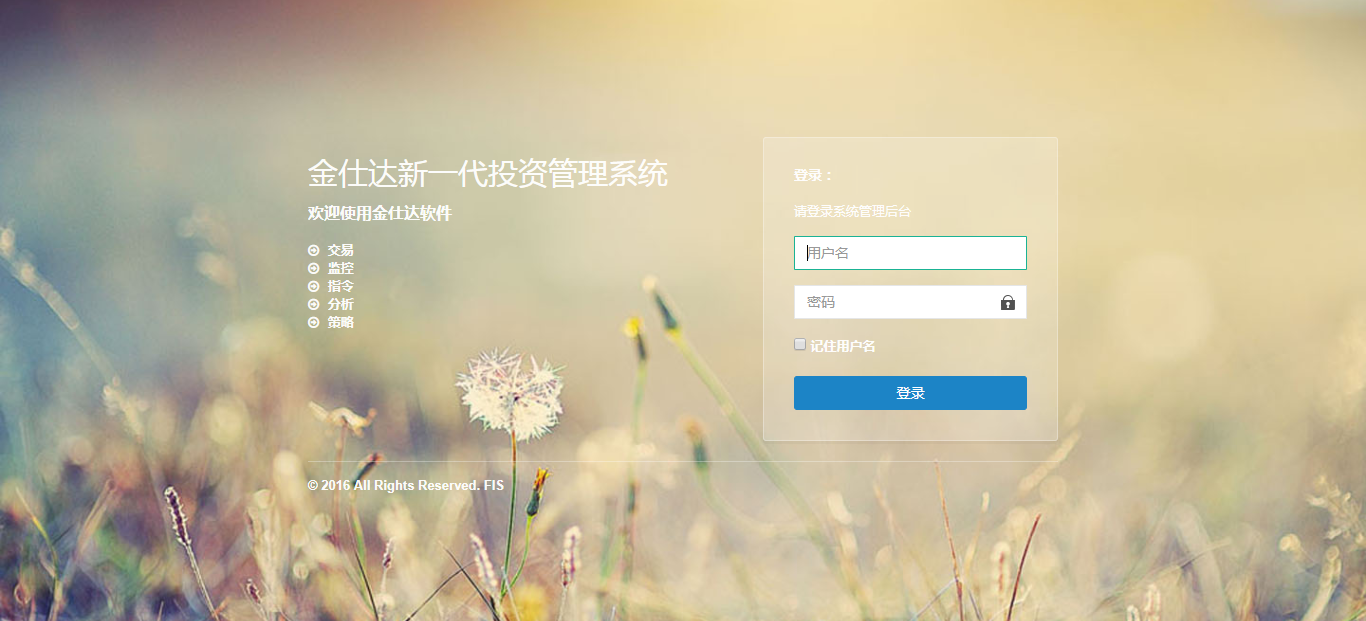 金仕达新一代投资管理系统
欢迎使用金仕达软件
交易
监控
指令
分析
策略
登录：
请登录系统管理后台
用户名
密码
记住用户名
登录
© 2016 All Rights Reserved. FIS